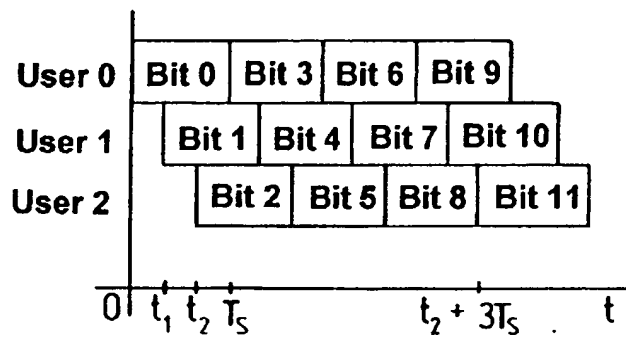 User 0 Bit 0 Bit 3 Bit 6 Bit 9
User 1 Bit 1 Bit 4 Bit 7 Bit 10
User 2 Bit 2 Bit 5 Bit 8 Bit 11
0 t₁ t₂ Tₛ t₂ + 3Tₛ t